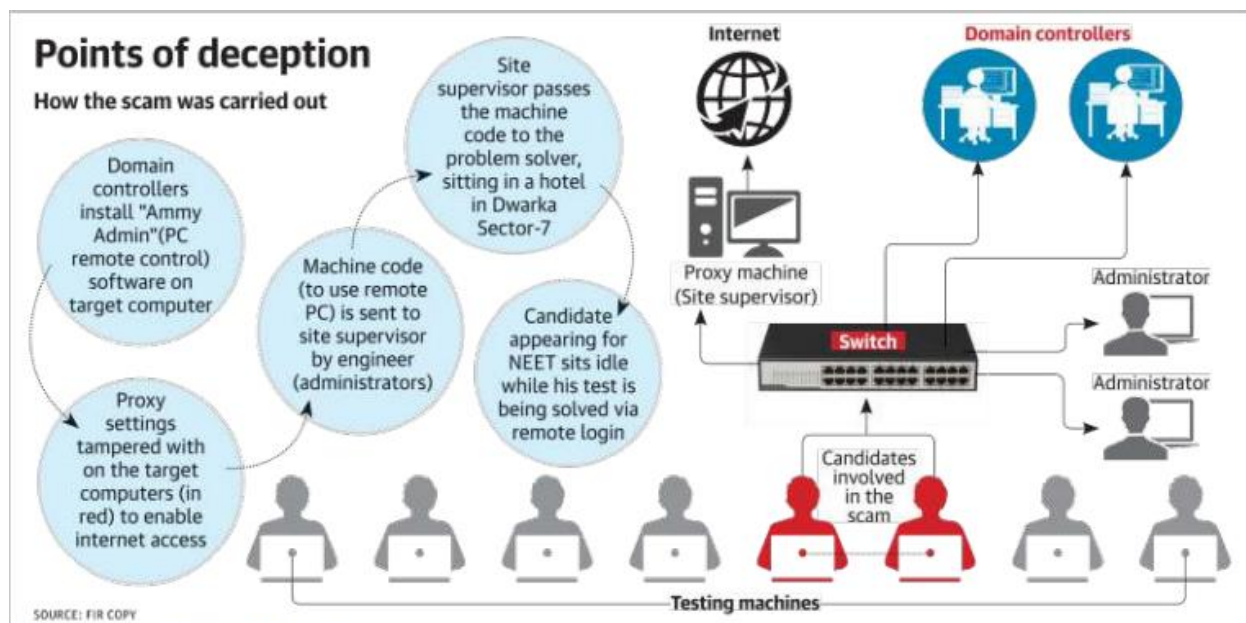 Points of deception
How the scam was carried out
Domain
controllers
install "Ammy
Admin"(PC
remote control)
software on
target computer
Proxy
settings
tampered with
on the target
computers (in
red) to enable
internet access
Machine code
(to use remote
PC) is sent to
site supervisor
by engineer
(administrators)
Site
supervisor passes
the machine
code to the
problem solver,
sitting in a hotel
in Dwarka
Sector-7
Candidate
appearing for
NEET sits idle
while his test is
being solved via
remote login
Internet
Domain controllers
Proxy machine
(Site supervisor)
Switch
Administrator
Administrator
Candidates
involved
in the
scam
Testing machines
SOURCE: FIR COPY